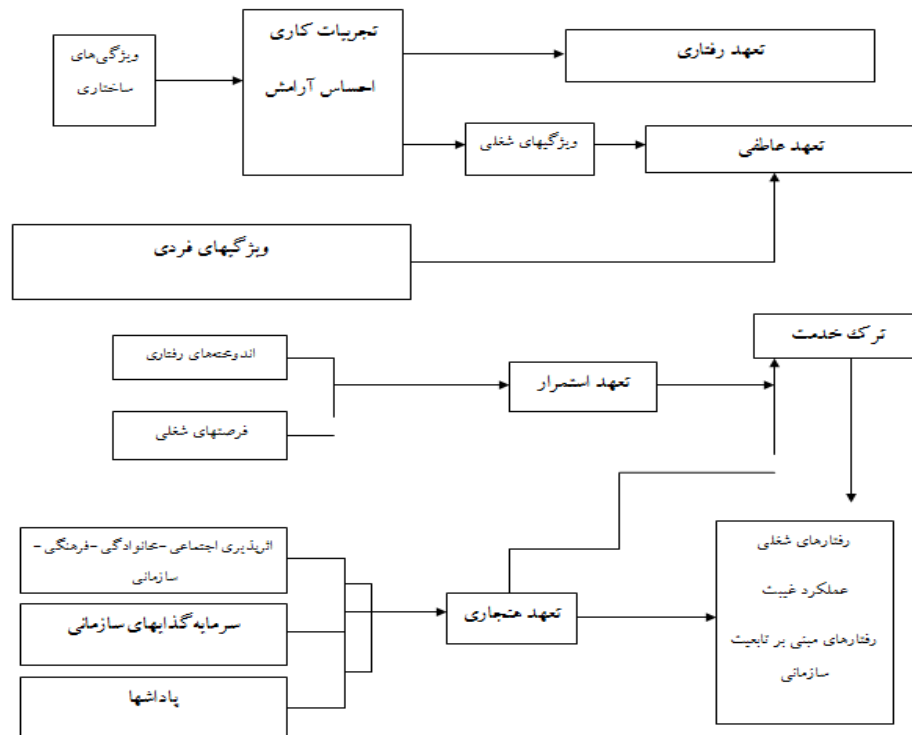 تجربیات کاری
احساس آرامش
ویژگی‌های
ساختاری
تعهد رفتاری
ویژگیهای شغلی
تعهد عاطفی
ویژگیهای فردی
ترک خدمت
اندوخته‌های رفتاری
تعهد استمرار
فرصتهای شغلی
اثرپذیری اجتماعی -خانوادگی -فرهنگی -
سازمانی
سرمایه‌گذایهای سازمانی
پاداشها
تعهد هنجاری
رفتارهای شغلی
عملکرد غیبت
رفتارهای مبنی بر تابعیت
سازمانی